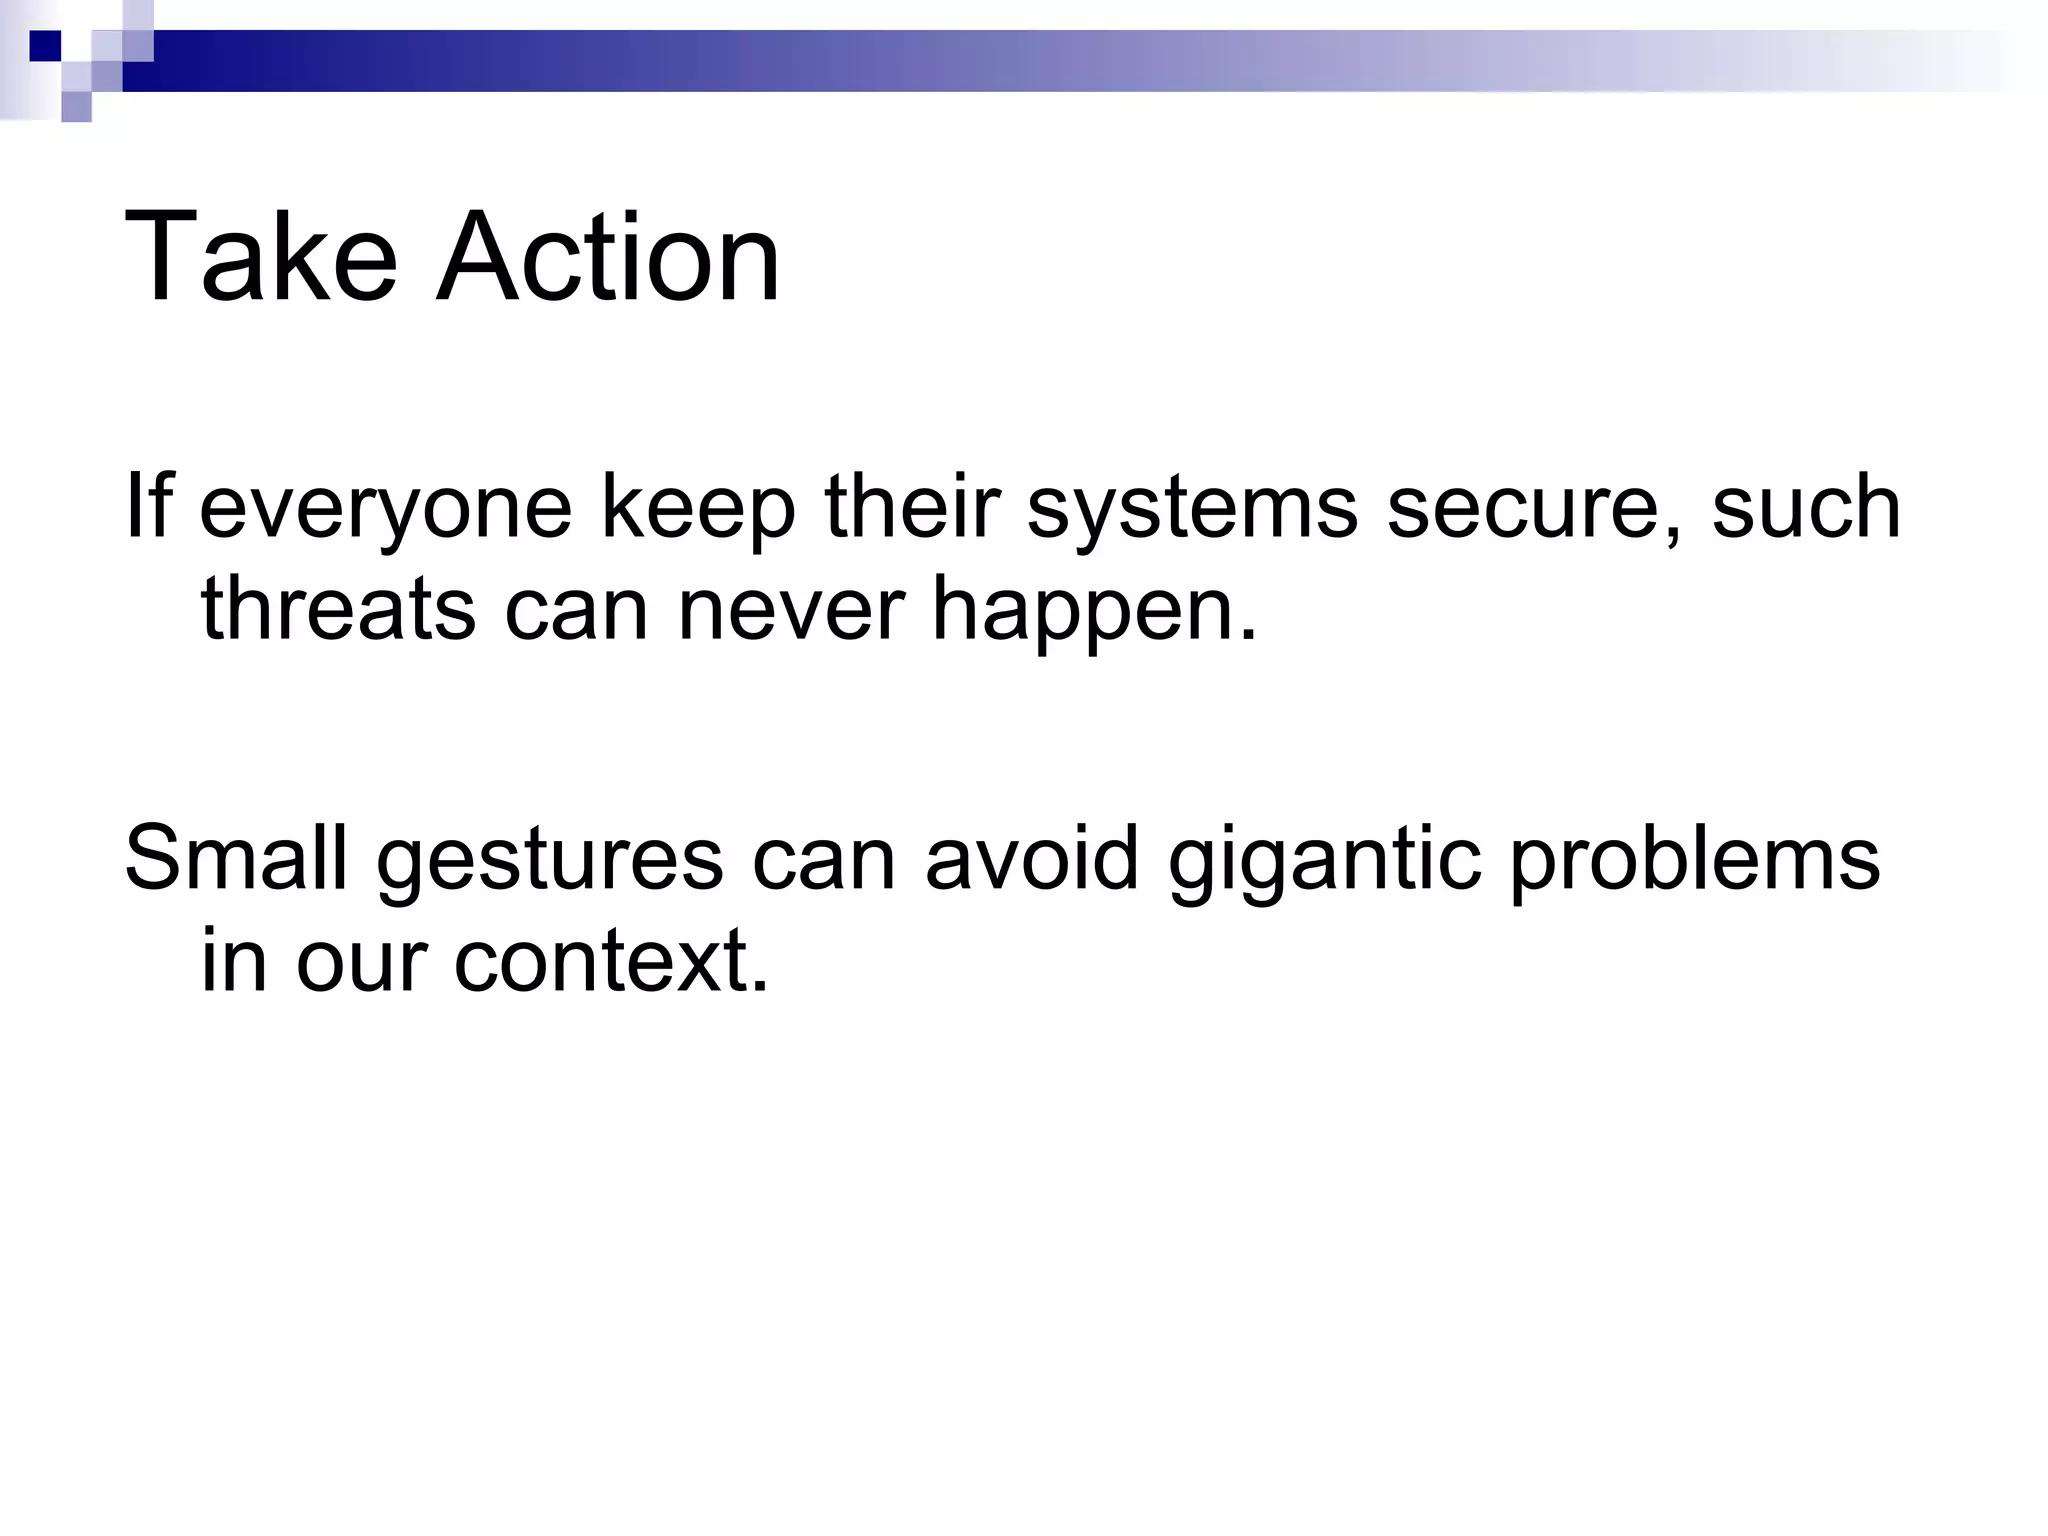 Take Action
If everyone keep their systems secure, such
threats can never happen.
Small gestures can avoid gigantic problems
in our context.